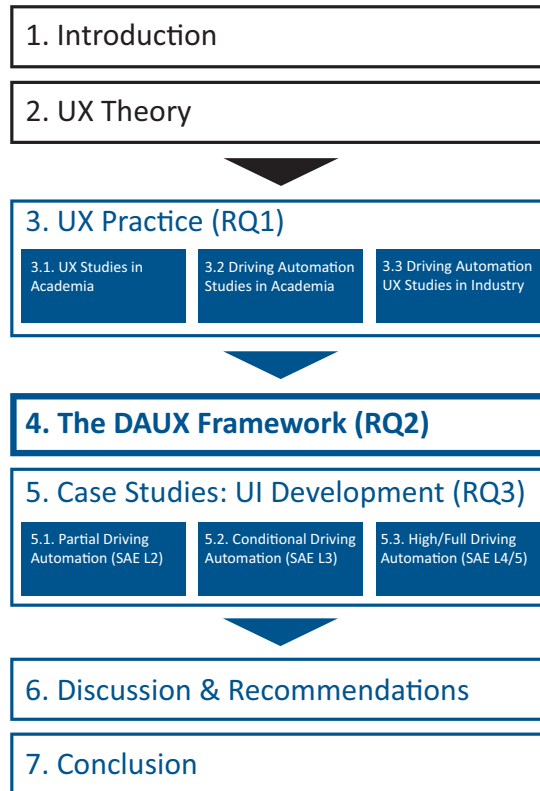 1. Introduction
2. UX Theory
3. UX Practice (RQ1)
3.1. UX Studies in
Academia
3.2 Driving Automation
Studies in Academia
3.3 Driving Automation
UX Studies in Industry
4. The DAUX Framework (RQ2)
5. Case Studies: UI Development (RQ3)
5.1. Partial Driving
Automation (SAE L2)
5.2. Conditional Driving
Automation (SAE L3)
5.3. High/Full Driving
Automation (SAE L4/5)
6. Discussion & Recommendations
7. Conclusion